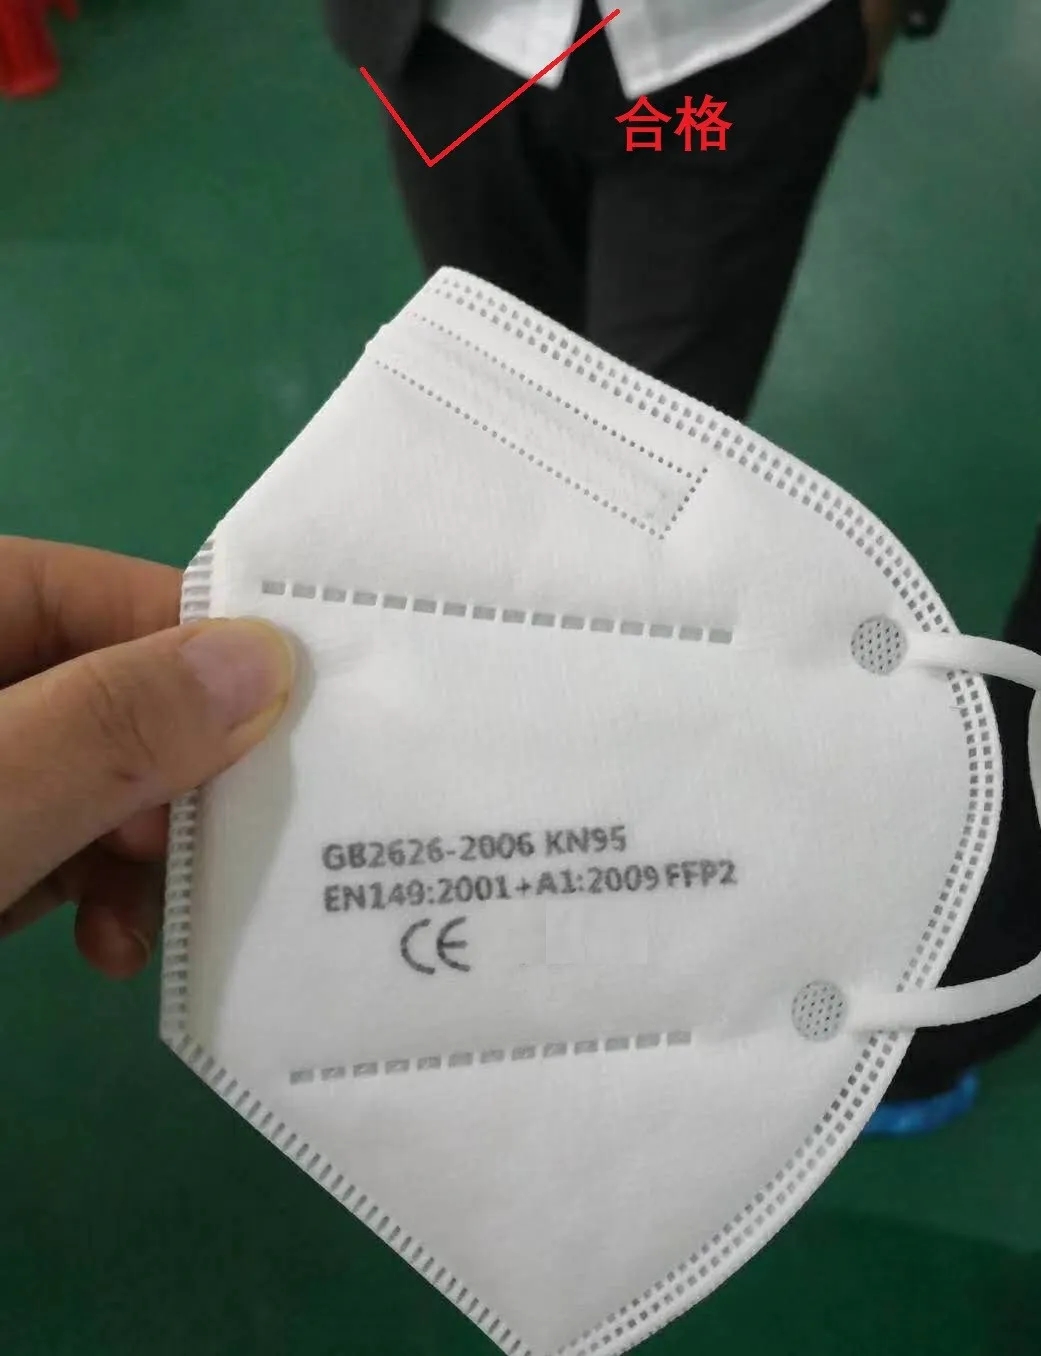 合格
GB2626-2006 KN95
EN149:2001+A1:2009 FFP2
CE